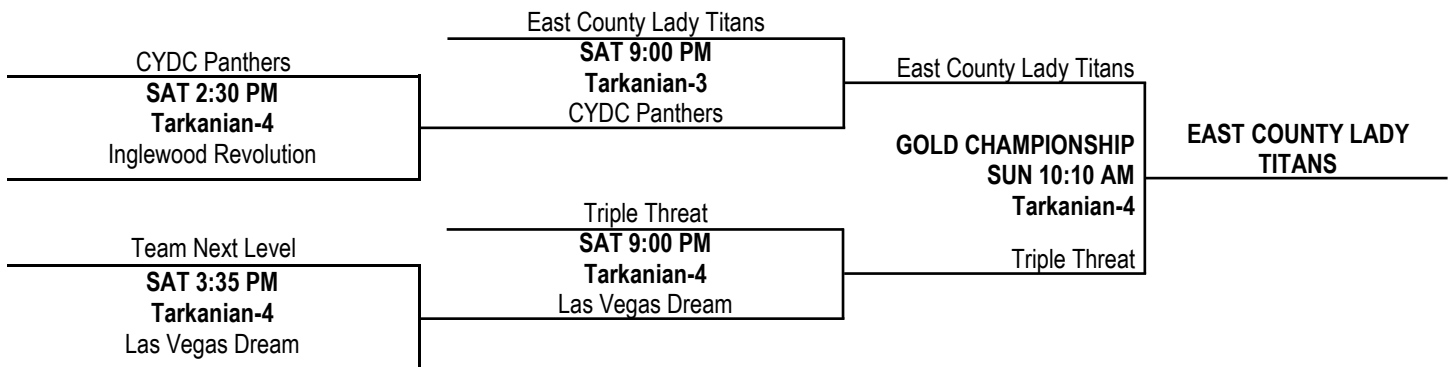 CYDC Panthers
SAT 2:30 PM
Tarkanian-4
Inglewood Revolution
Team Next Level
SAT 3:35 PM
Tarkanian-4
Las Vegas Dream
East County Lady Titans
SAT 9:00 PM
Tarkanian-3
CYDC Panthers
Triple Threat
SAT 9:00 PM
Tarkanian-4
Las Vegas Dream
East County Lady Titans
GOLD CHAMPIONSHIP
SUN 10:10 AM
Tarkanian-4
Triple Threat
EAST COUNTY LADY
TITANS